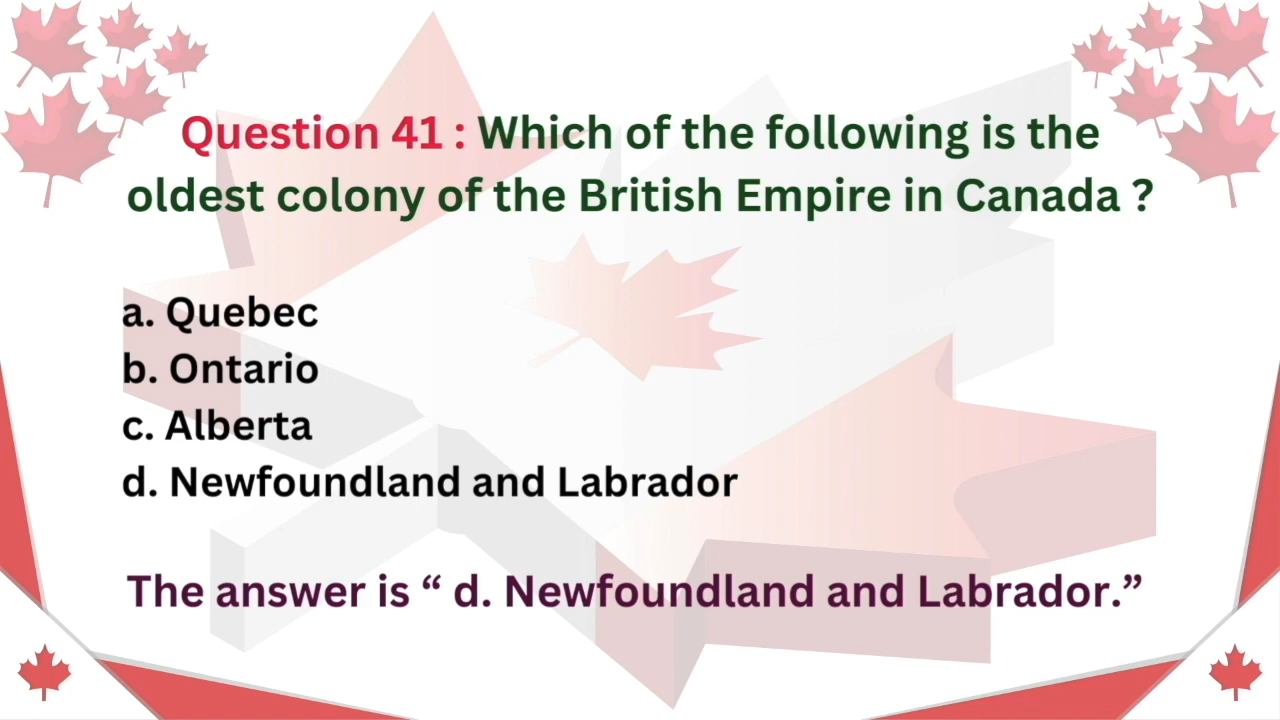 Question 41 : Which of the following is the
oldest colony of the British Empire in Canada ?
a. Quebec
b. Ontario
c. Alberta
d. Newfoundland and Labrador
The answer is “ d. Newfoundland and Labrador.”